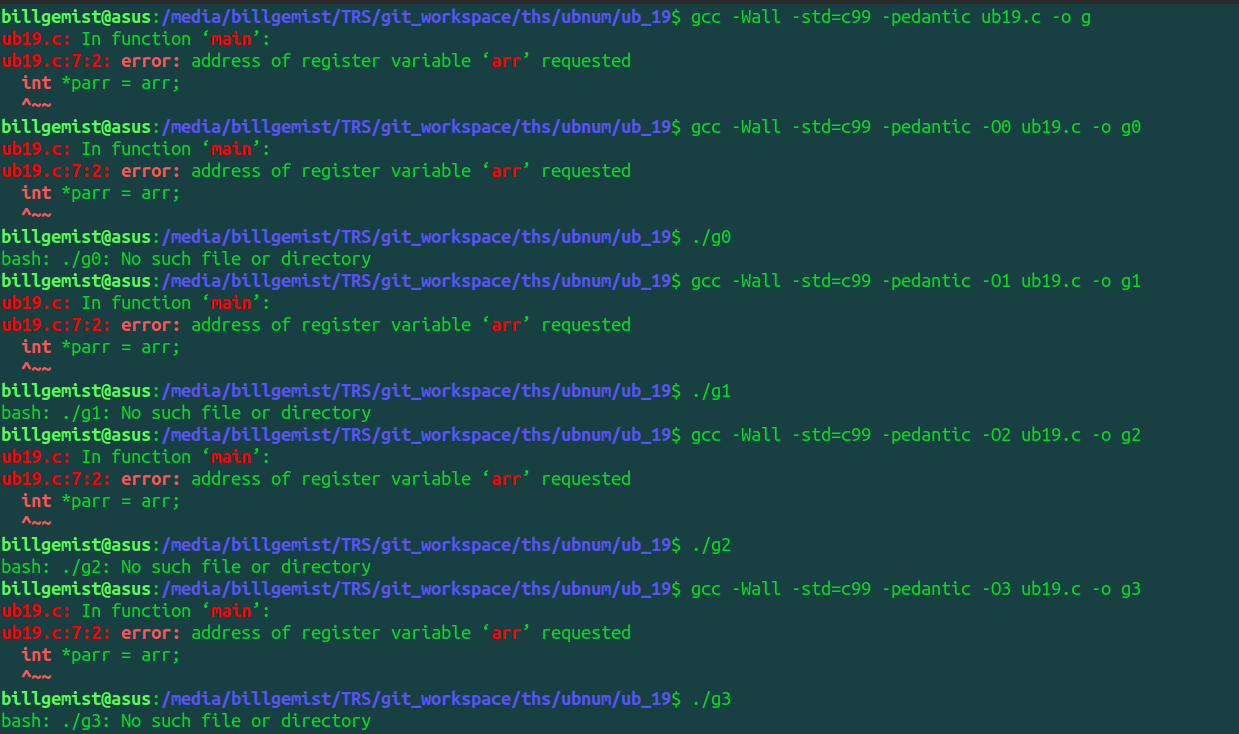 billgemist@asus:/media/billgemist/TRS/git_workspace/ths/ubnum/ub_19$ gcc -Wall -std=c99 -pedantic ub19.c -o g
ub19.c: In function ‘main’:
ub19.c:7:2: error: address of register variable ‘arr’ requested
  int *parr = arr;
  ^~~
billgemist@asus:/media/billgemist/TRS/git_workspace/ths/ubnum/ub_19$ gcc -Wall -std=c99 -pedantic -O0 ub19.c -o g0
ub19.c: In function ‘main’:
ub19.c:7:2: error: address of register variable ‘arr’ requested
  int *parr = arr;
  ^~~
billgemist@asus:/media/billgemist/TRS/git_workspace/ths/ubnum/ub_19$ ./g0
bash: ./g0: No such file or directory
billgemist@asus:/media/billgemist/TRS/git_workspace/ths/ubnum/ub_19$ gcc -Wall -std=c99 -pedantic -O1 ub19.c -o g1
ub19.c: In function ‘main’:
ub19.c:7:2: error: address of register variable ‘arr’ requested
  int *parr = arr;
  ^~~
billgemist@asus:/media/billgemist/TRS/git_workspace/ths/ubnum/ub_19$ ./g1
bash: ./g1: No such file or directory
billgemist@asus:/media/billgemist/TRS/git_workspace/ths/ubnum/ub_19$ gcc -Wall -std=c99 -pedantic -O2 ub19.c -o g2
ub19.c: In function ‘main’:
ub19.c:7:2: error: address of register variable ‘arr’ requested
  int *parr = arr;
  ^~~
billgemist@asus:/media/billgemist/TRS/git_workspace/ths/ubnum/ub_19$ ./g2
bash: ./g2: No such file or directory
billgemist@asus:/media/billgemist/TRS/git_workspace/ths/ubnum/ub_19$ gcc -Wall -std=c99 -pedantic -O3 ub19.c -o g3
ub19.c: In function ‘main’:
ub19.c:7:2: error: address of register variable ‘arr’ requested
  int *parr = arr;
  ^~~
billgemist@asus:/media/billgemist/TRS/git_workspace/ths/ubnum/ub_19$ ./g3
bash: ./g3: No such file or directory